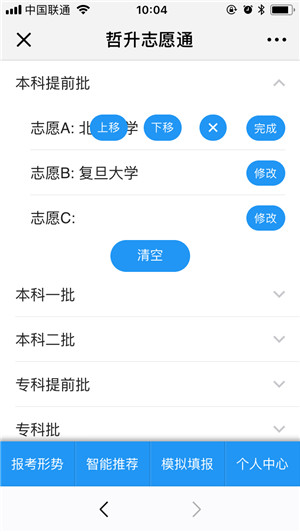 中国联通 10:04
哲升志愿通
本科提前批
志愿A: 北 学 上移 下移 × 完成
志愿B: 复旦大学 修改
志愿C: 修改
清空
本科一批
本科二批
专科提前批
专科批
报考形势 智能推荐 模拟填报 个人中心